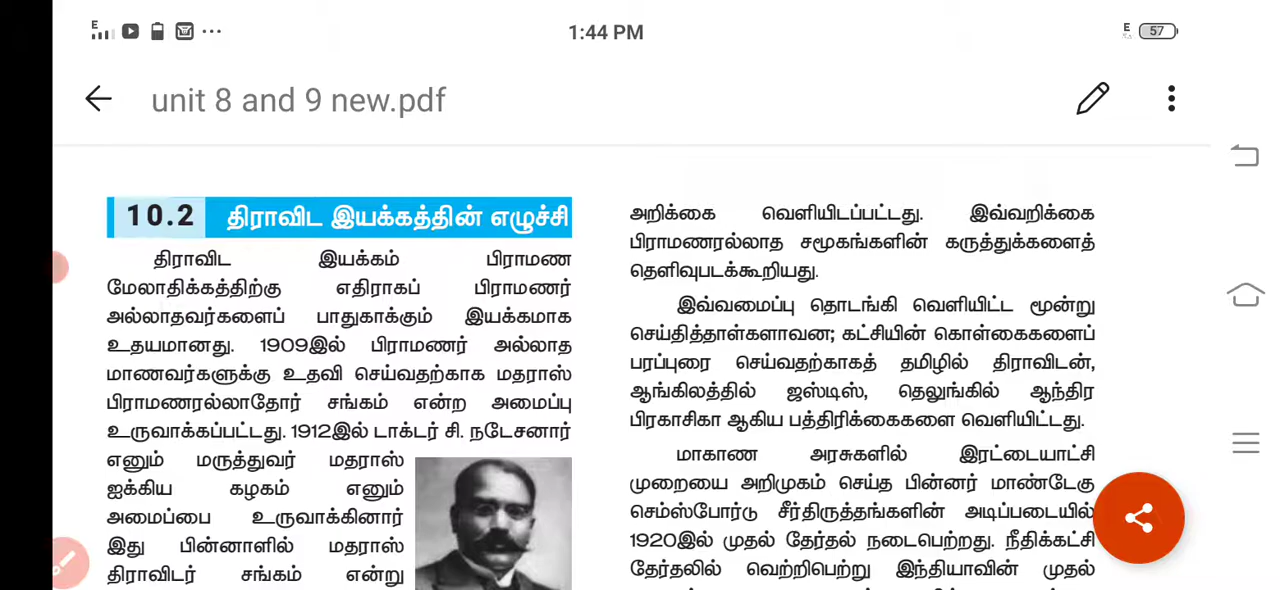 E
1:44 PM
E
57
unit 8 and 9 new.pdf
10.2 திராவிட இயக்கத்தின் எழுச்சி
திராவிட இயக்கம் பிராமண
மேலாதிக்கத்திற்கு எதிராகப் பிராமணர்
அல்லாதவர்களைப் பாதுகாக்கும் இயக்கமாக
உதயமானது. 1909இல் பிராமணர் அல்லாத
மாணவர்களுக்கு உதவி செய்வதற்காக மதராஸ்
பிராமணரல்லாதோர் சங்கம் என்ற அமைப்பு
உருவாக்கப்பட்டது. 1912இல் டாக்டர் சி. நடேசனார்
எனும் மருத்துவர் மதராஸ்
ஐக்கிய கழகம் எனும்
அமைப்பை உருவாக்கினார்
இது பின்னாளில் மதராஸ்
திராவிடர் சங்கம் என்று
அறிக்கை வெளியிடப்பட்டது. இவ்வறிக்கை
பிராமணரல்லாத சமூகங்களின் கருத்துக்களைத்
தெளிவுபடக்கூறியது.
இவ்வமைப்பு தொடங்கி வெளியிட்ட மூன்று
செய்தித்தாள்களாவன; கட்சியின் கொள்கைகளைப்
பரப்புரை செய்வதற்காகத் தமிழில் திராவிடன்,
ஆங்கிலத்தில் ஜஸ்டிஸ், தெலுங்கில் ஆந்திர
பிரகாசிகா ஆகிய பத்திரிக்கைகளை வெளியிட்டது.
மாகாண அரசுகளில் இரட்டையாட்சி
முறையை அறிமுகம் செய்த பின்னர் மாண்டேகு
செம்ஸ்போர்டு சீர்திருத்தங்களின் அடிப்படையில்
1920இல் முதல் தேர்தல் நடைபெற்றது. நீதிக்கட்சி
தேர்தலில் வெற்றிபெற்று இந்தியாவின் முதல்